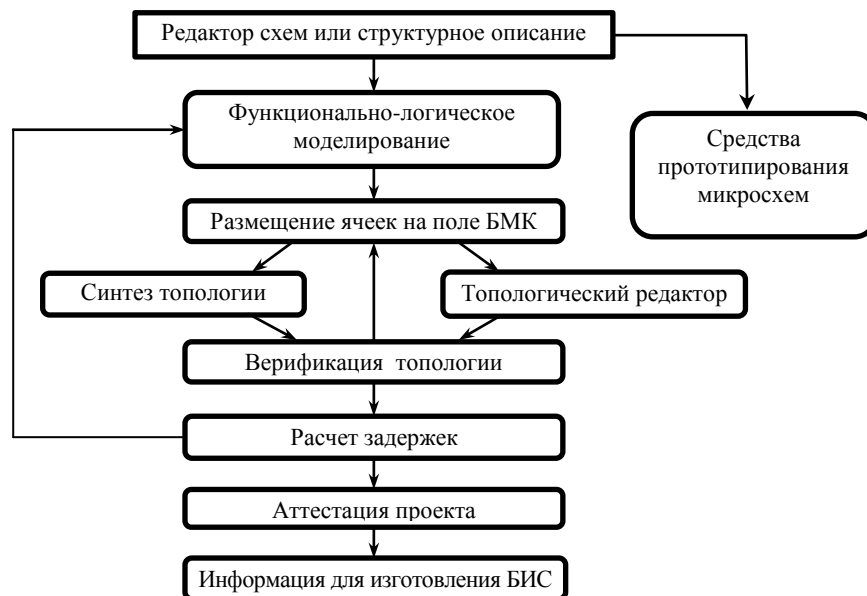 Редактор схем или структурное описание
Функционально-логическое
моделирование
Средства
прототипирования
микросхем
Размещение ячеек на поле БМК
Синтез топологии
Топологический редактор
Верификация топологии
Расчет задержек
Аттестация проекта
Информация для изготовления БИС